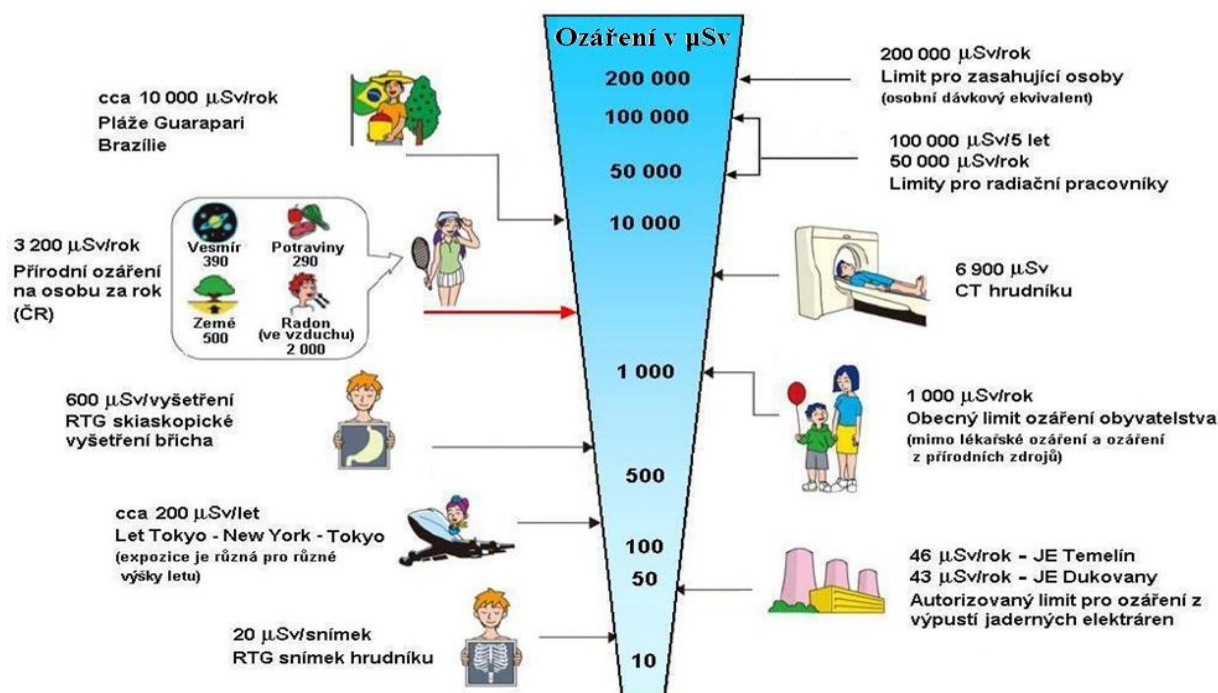 Ozáření v µSv
200 000
100 000
50 000
10 000
1 000
500
100
50
10
cca 10 000 µSv/rok
Pláže Guarapari
Brazílie
3 200 µSv/rok
Přírodní ozáření
na osobu za rok
(ČR)
Vesmír
390
Potraviny
290
Země
500
Radon
(ve vzduchu)
2 000
600 µSv/vyšetření
RTG skiaskopické
vyšetření břicha
cca 200 µSv/let
Let Tokyo - New York - Tokyo
(expozice je různá pro různé
výšky letu)
20 µSv/snímek
RTG snímek hrudníku
200 000 µSv/rok
Limit pro zasahující osoby
(osobní dávkový ekvivalent)
100 000 µSv/5 let
50 000 µSv/rok
Limity pro radiační pracovníky
6 900 µSv
CT hrudníku
1 000 µSv/rok
Obecný limit ozáření obyvatelstva
(mimo lékařské ozáření a ozáření
z přírodních zdrojů)
46 µSv/rok - JE Temelín
43 µSv/rok - JE Dukovany
Autorizovaný limit pro ozáření z
výpustí jaderných elektráren